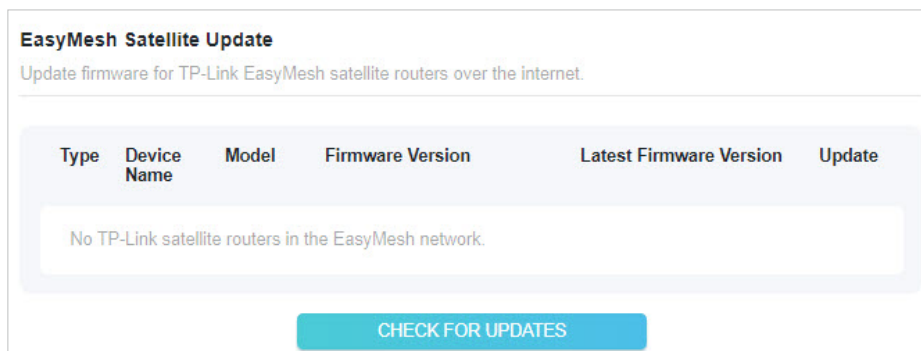 EasyMesh Satellite Update
Update firmware for TP-Link EasyMesh satellite routers over the internet.
Type Device Name Model Firmware Version Latest Firmware Version Update
No TP-Link satellite routers in the EasyMesh network.
CHECK FOR UPDATES